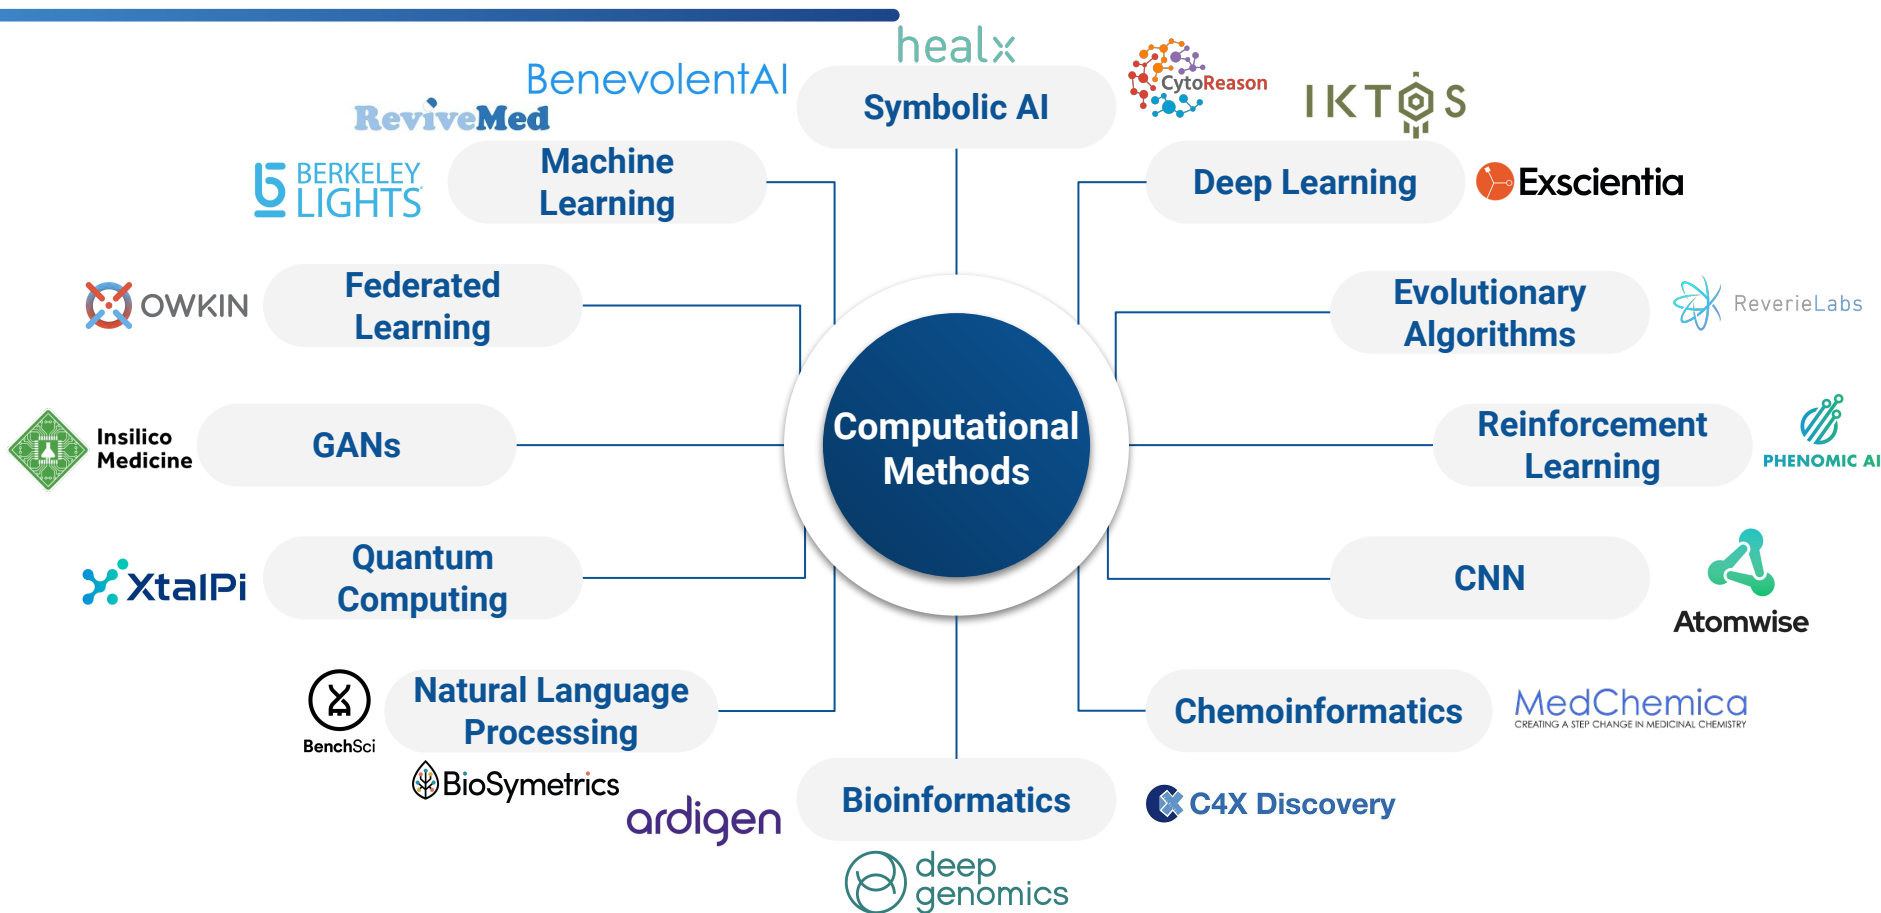 healx
BenevolentAI
CytoReason
IKTOS
ReviveMed
Symbolic AI
BERKELEY
LIGHTS
Machine
Learning
Deep Learning
Exscientia
OWKIN
Federated
Learning
Evolutionary
Algorithms
ReverieLabs
Insilico
Medicine
GANs
Computational
Methods
Reinforcement
Learning
PHENOMIC AI
XtalPi
Quantum
Computing
CNN
Atomwise
BenchSci
Natural Language
Processing
Chemoinformatics
MedChemica
CREATING A STEP CHANGE IN MEDICINAL CHEMISTRY
BioSymetrics
ardigen
Bioinformatics
C4X Discovery
deep
genomics